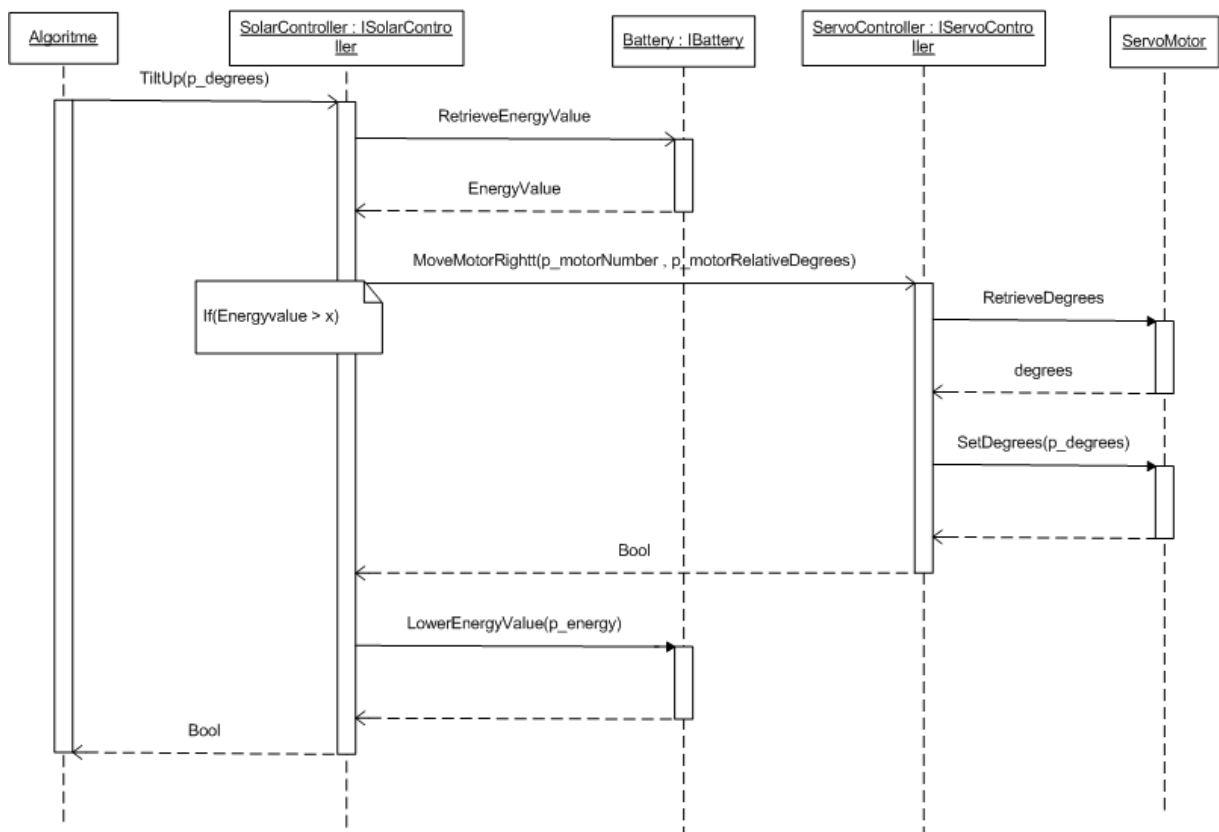 Algoritme
SolarController : ISolarContro
ller
Battery : IBattery
ServoController : IServoContro
ller
ServoMotor
TiltUp(p_degrees)
RetrieveEnergyValue
EnergyValue
MoveMotorRightt(p_motorNumber , p_motorRelativeDegrees)
If(Energyvalue > x)
RetrieveDegrees
degrees
SetDegrees(p_degrees)
Bool
LowerEnergyValue(p_energy)
Bool